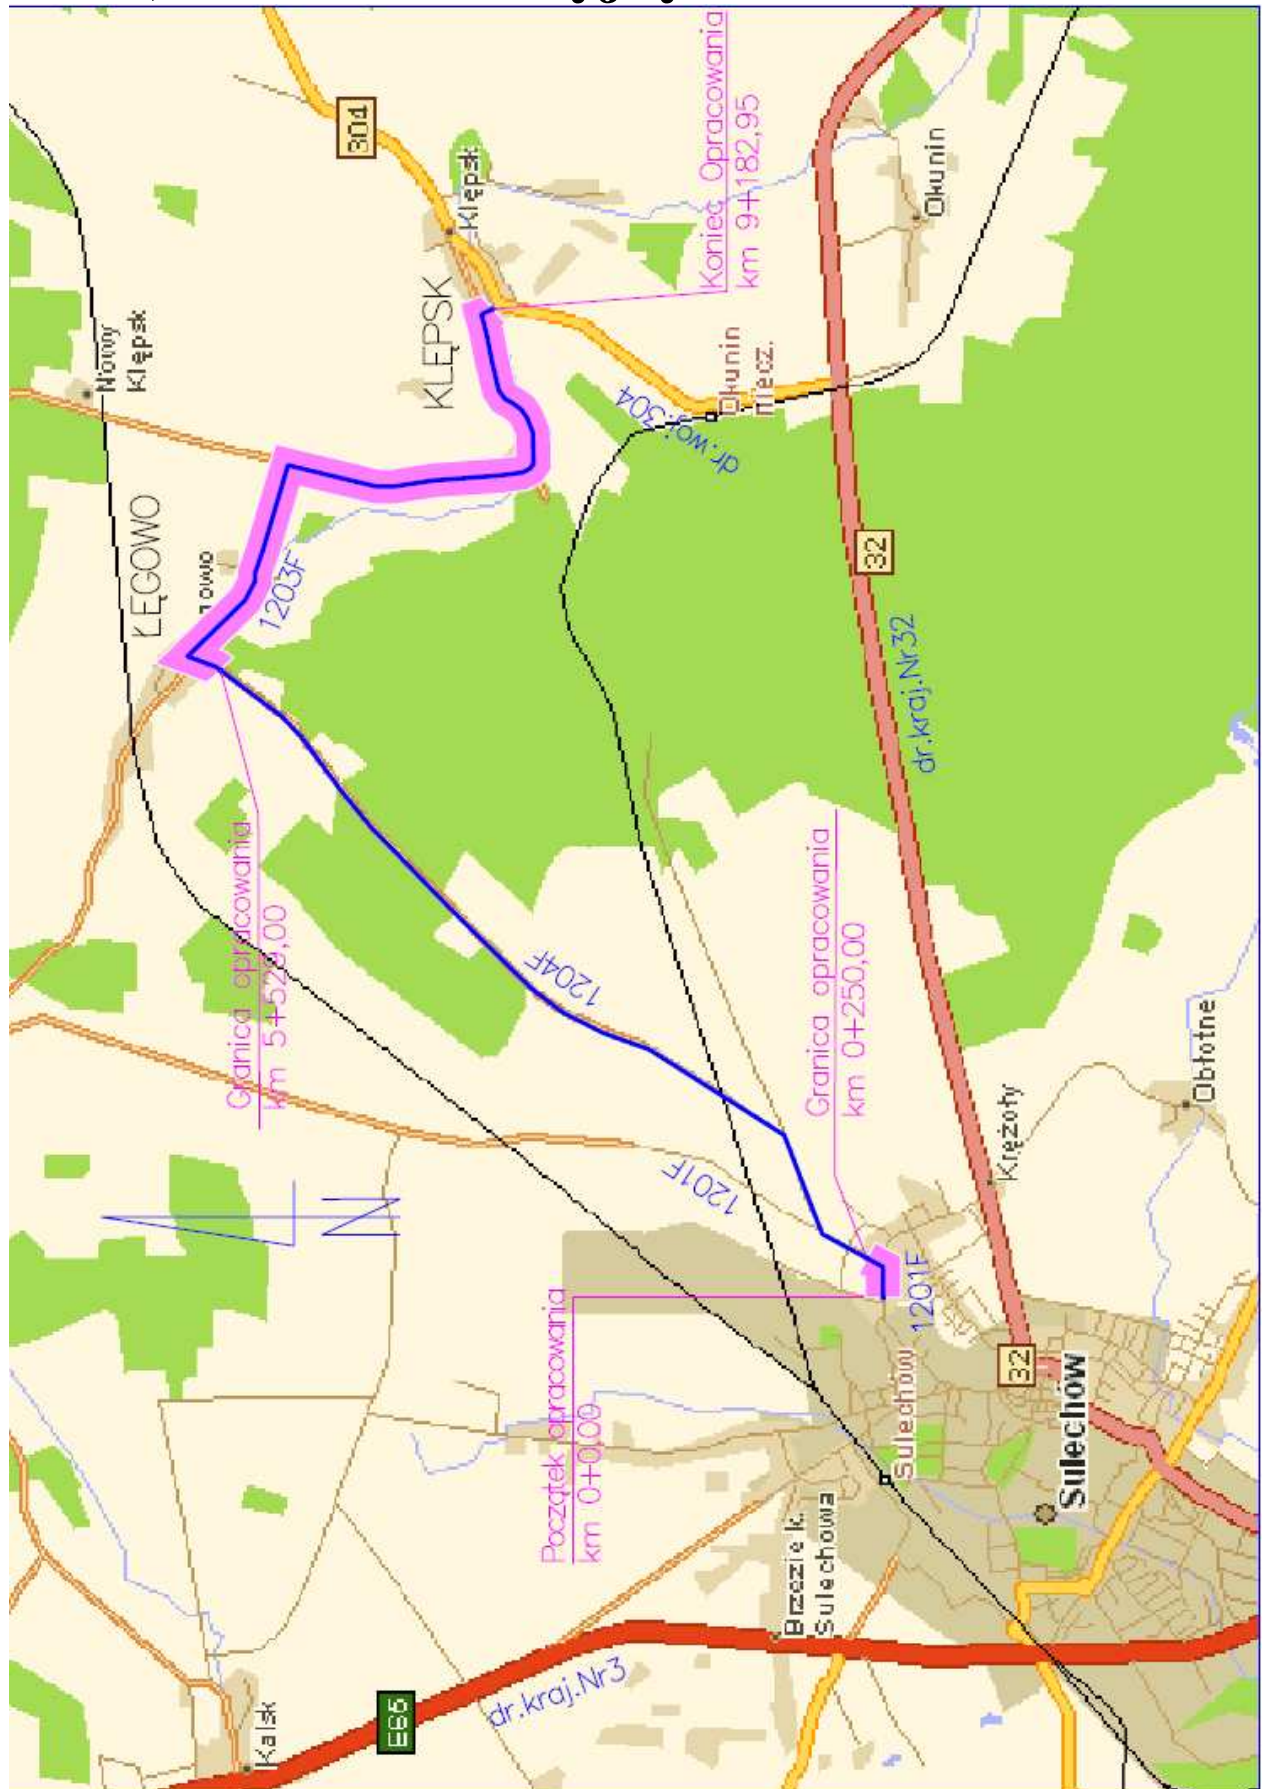 304
Klępsk
KLĘPSK
Koniec Opracowania
km 9+182,95
Okunin
Nowy
Klępsk
Okunin
niecz.
dr.woj.304
ŁĘGOWO
1203F
32
dr.kraj.Nr32
Granica opracowania
km 5+529,00
1204F
Granica opracowania
km 0+250,00
Obłotne
Krężoły
1201F
N
1201F
Początek opracowania
km 0+0,00
32
Sulechów
Sulechów
Brzezie k.
Sulechowa
dr.kraj.Nr3
E65
Kalsk